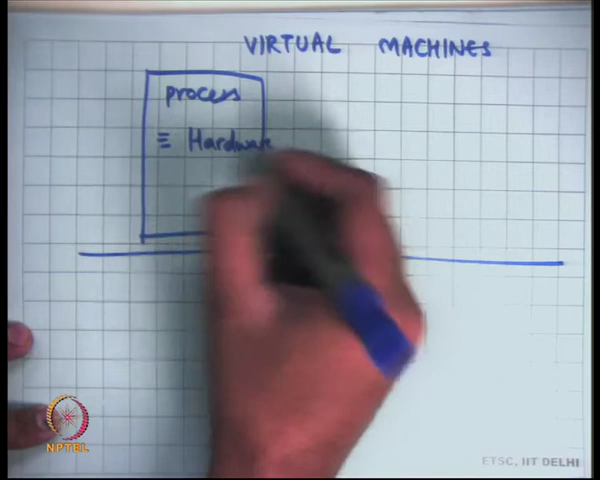 VIRTUAL MACHINES
process
≡ Hardware
NPTEL
ETSC, IIT DELHI